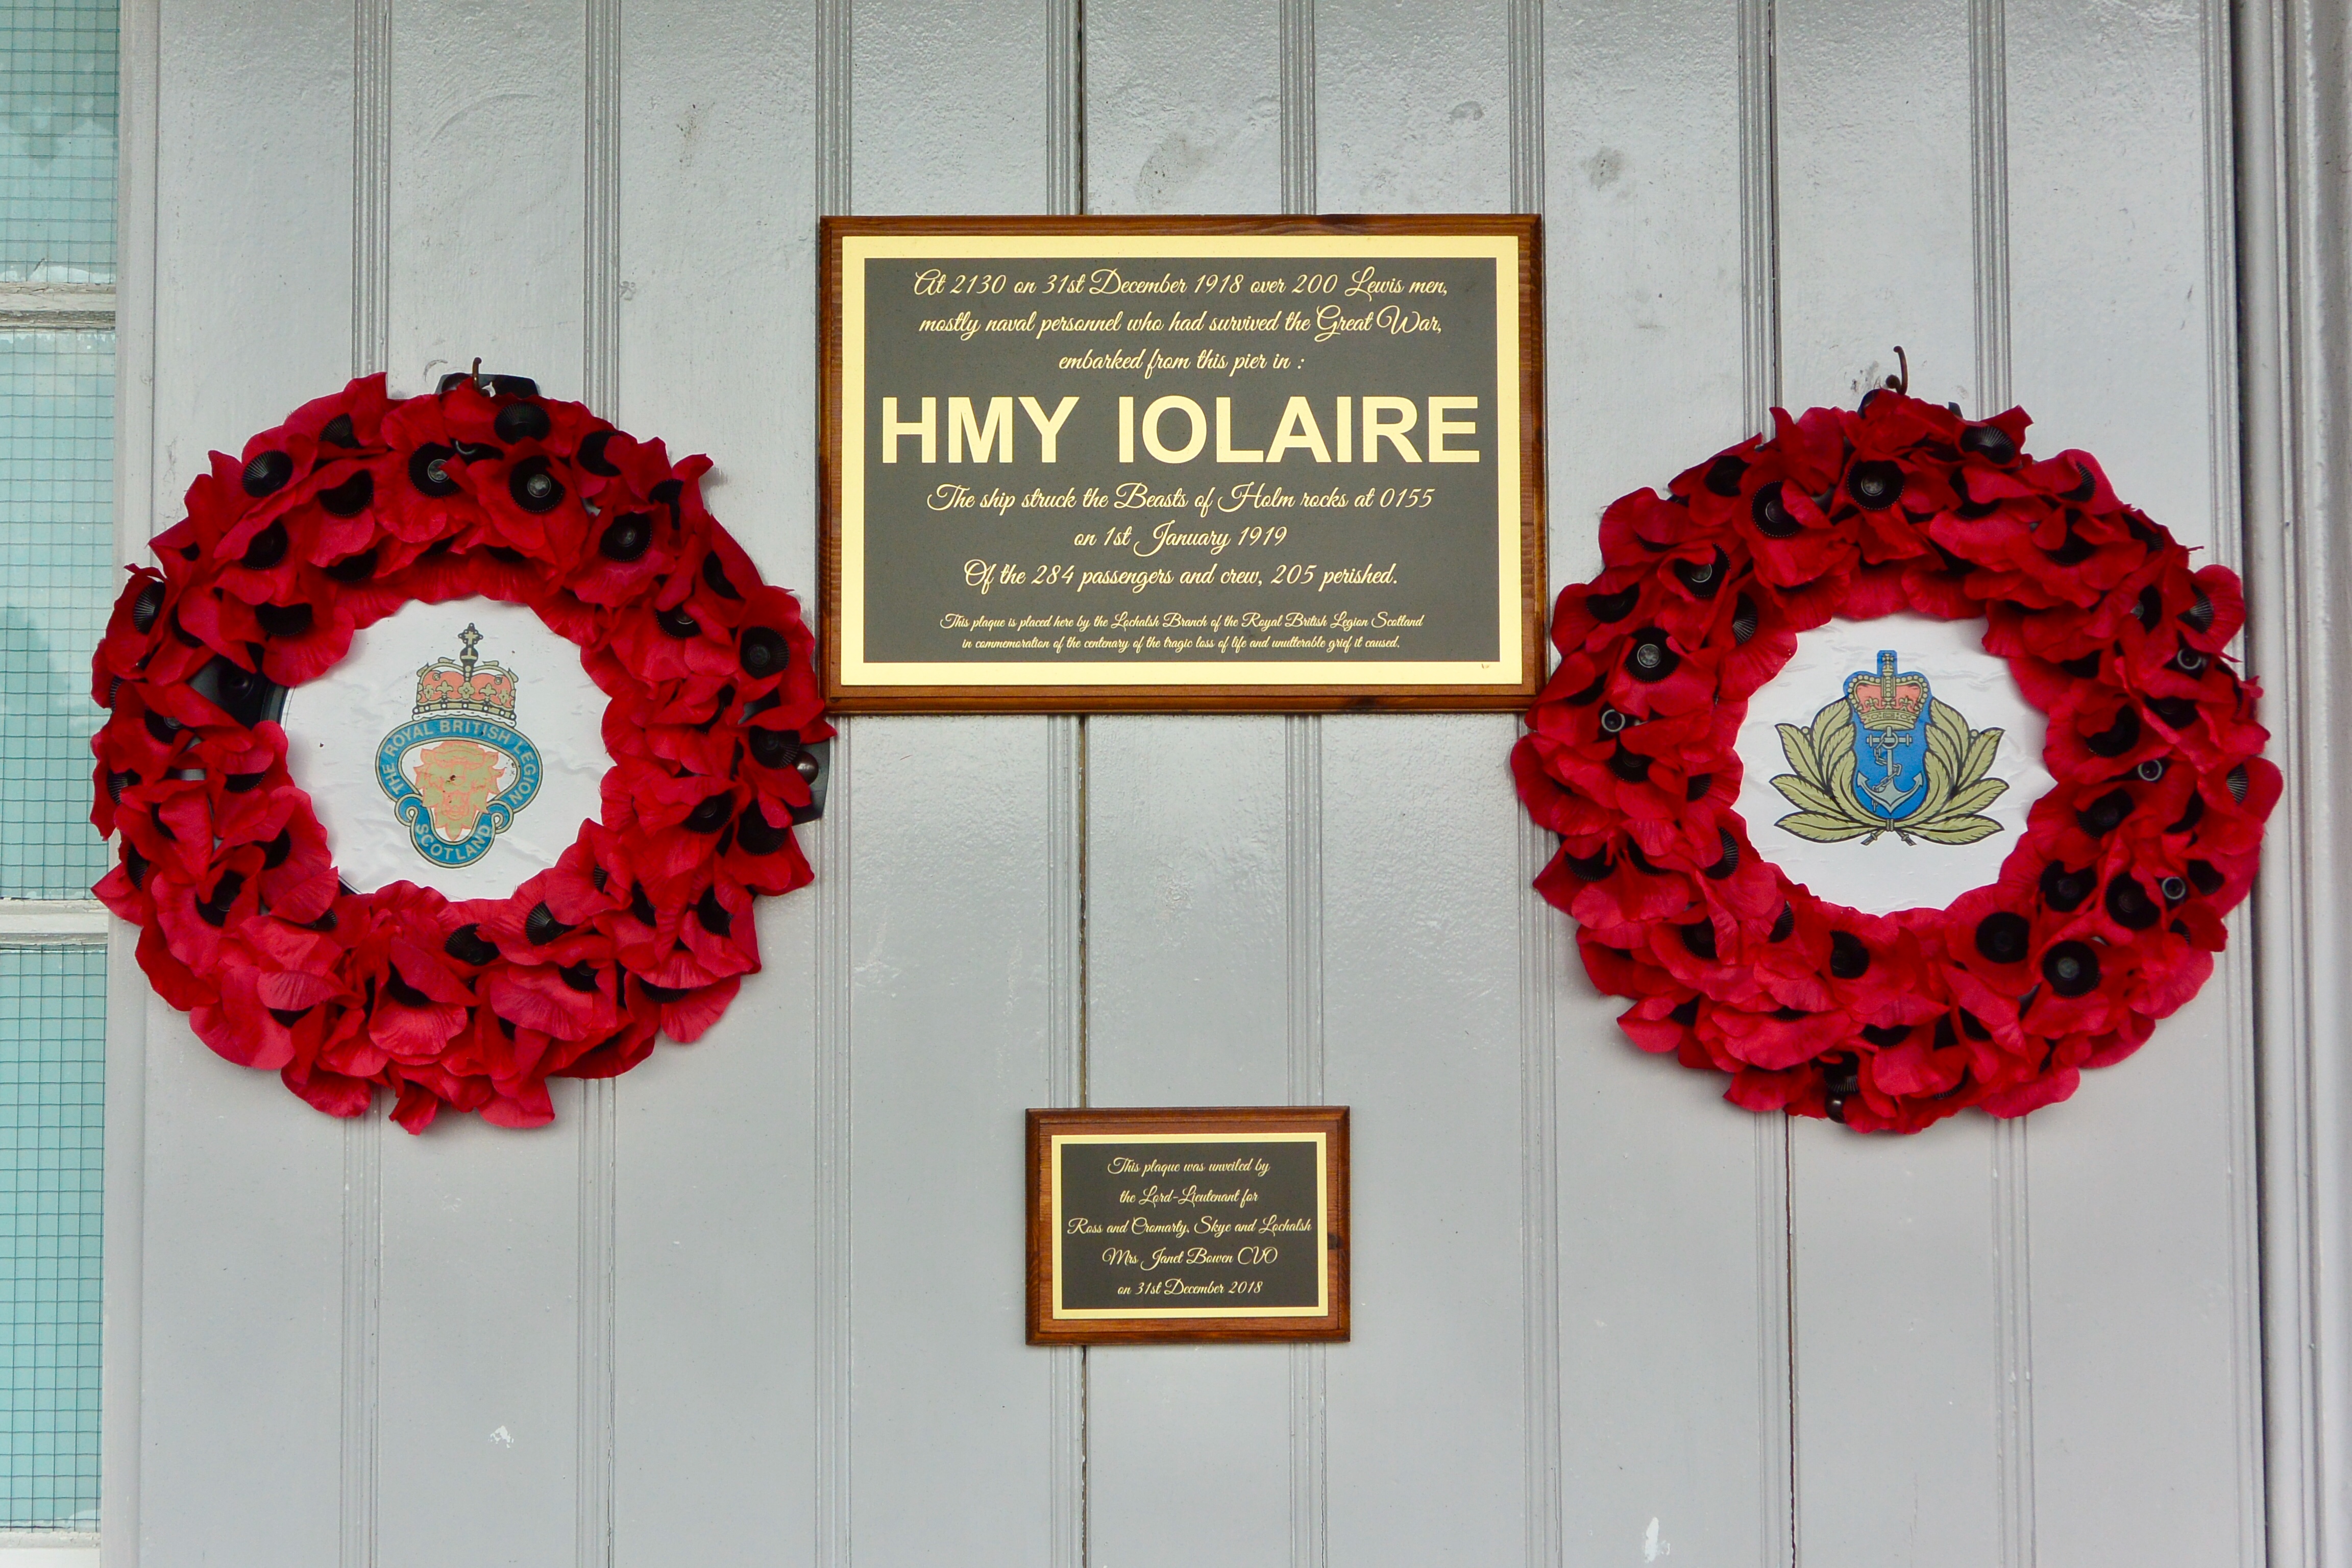 At 2130 on 31st December 1918 over 200 Lewis men,
mostly naval personnel who had survived the Great War,
embarked from this pier in :
HMY IOLAIRE
The ship struck the Beasts of Holm rocks at 0155
on 1st January 1919
Of the 284 passengers and crew, 205 perished.
This plaque is placed here by the Lochalsh Branch of the Royal British Legion Scotland
in commemoration of the centenary of the tragic loss of life and unutterable grief it caused.
THE ROYAL BRITISH LEGION
SCOTLAND
This plaque was unveiled by
the Lord-Lieutenant for
Ross and Cromarty, Skye and Lochalsh
Mrs Janet Bowen CVO
on 31st December 2018